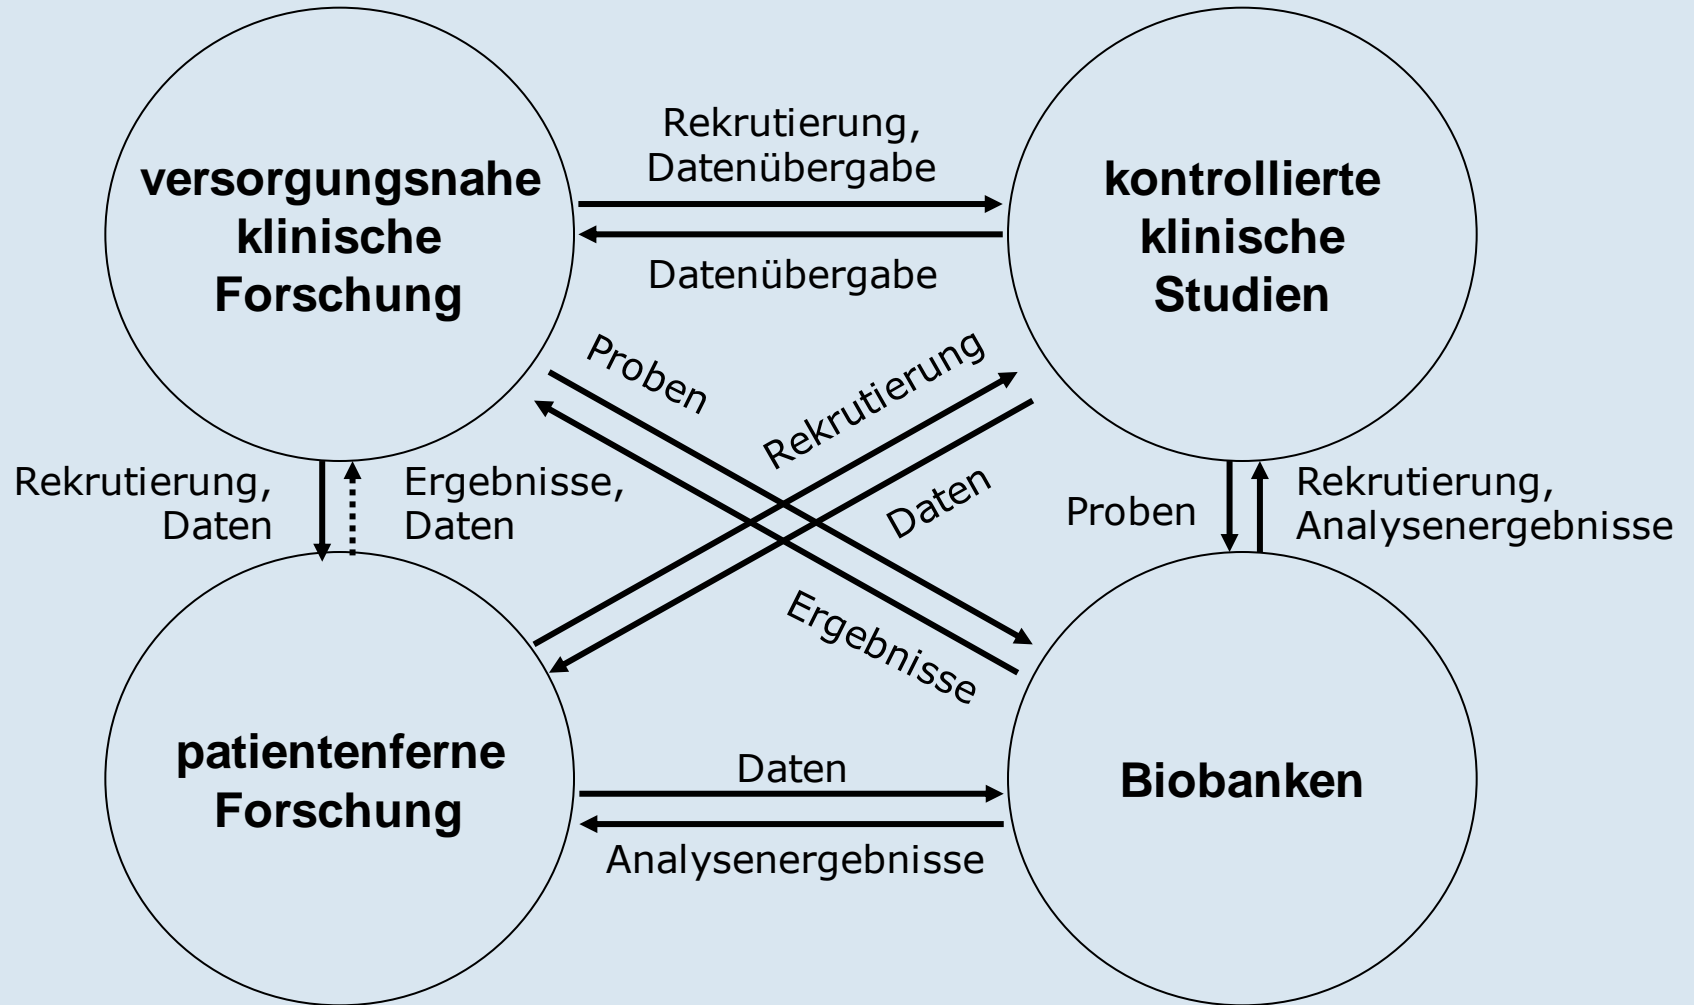 versorgungsnahe
klinische
Forschung
Rekrutierung,
Datenübergabe
Datenübergabe
kontrollierte
klinische
Studien
Proben
Rekrutierung
Daten
Ergebnisse
Rekrutierung,
Daten
Ergebnisse,
Daten
Proben
Rekrutierung,
Analysenergebnisse
patientenferne
Forschung
Daten
Analysenergebnisse
Biobanken